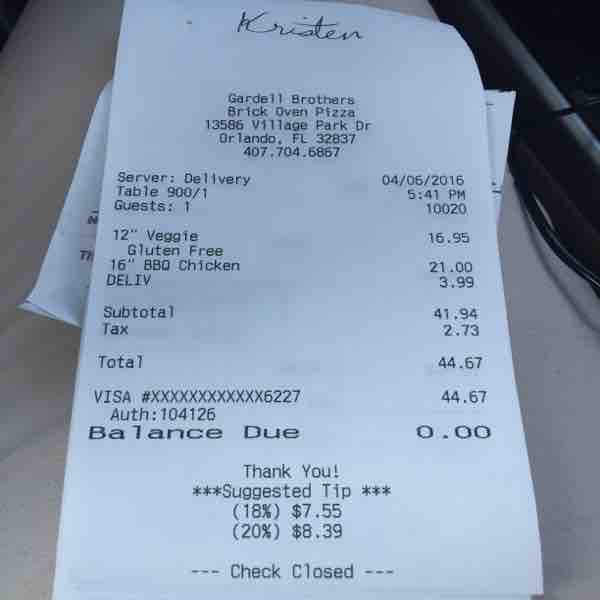 Kristen
Gardell Brothers
Brick Oven Pizza
13586 Village Park Dr
Orlando, FL 32837
407.704.6867
Server: Delivery 04/06/2016
Table 900/1 5:41 PM
Guests: 1 10020
12" Veggie 16.95
Gluten Free
16" BBQ Chicken 21.00
DELIV 3.99
Subtotal 41.94
Tax 2.73
Total 44.67
VISA #XXXXXXXXXXXX6227 44.67
Auth:104126
Balance Due 0.00
Thank You!
***Suggested Tip ***
(18%) $7.55
(20%) $8.39
--- Check Closed ---